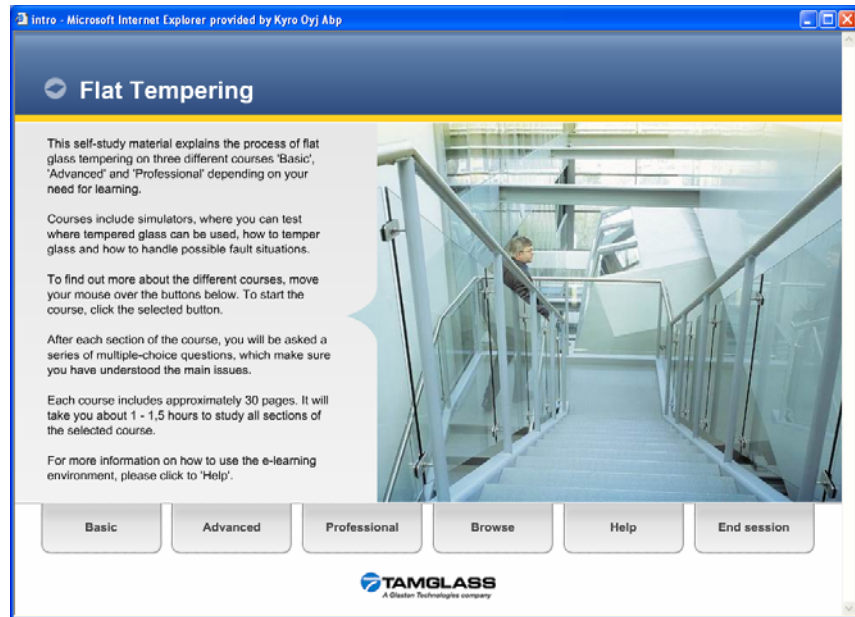 intro - Microsoft Internet Explorer provided by Kyro Oyj Abp
Flat Tempering
This self-study material explains the process of flat
glass tempering on three different courses 'Basic',
'Advanced' and 'Professional' depending on your
need for learning.
Courses include simulators, where you can test
where tempered glass can be used, how to temper
glass and how to handle possible fault situations.
To find out more about the different courses, move
your mouse over the buttons below. To start the
course, click the selected button.
After each section of the course, you will be asked a
series of multiple-choice questions, which make sure
you have understood the main issues.
Each course includes approximately 30 pages. It will
take you about 1 - 1,5 hours to study all sections of
the selected course.
For more information on how to use the e-learning
environment, please click to 'Help'.
Basic
Advanced
Professional
Browse
Help
End session
TAMGLASS
A Glaston Technologies company